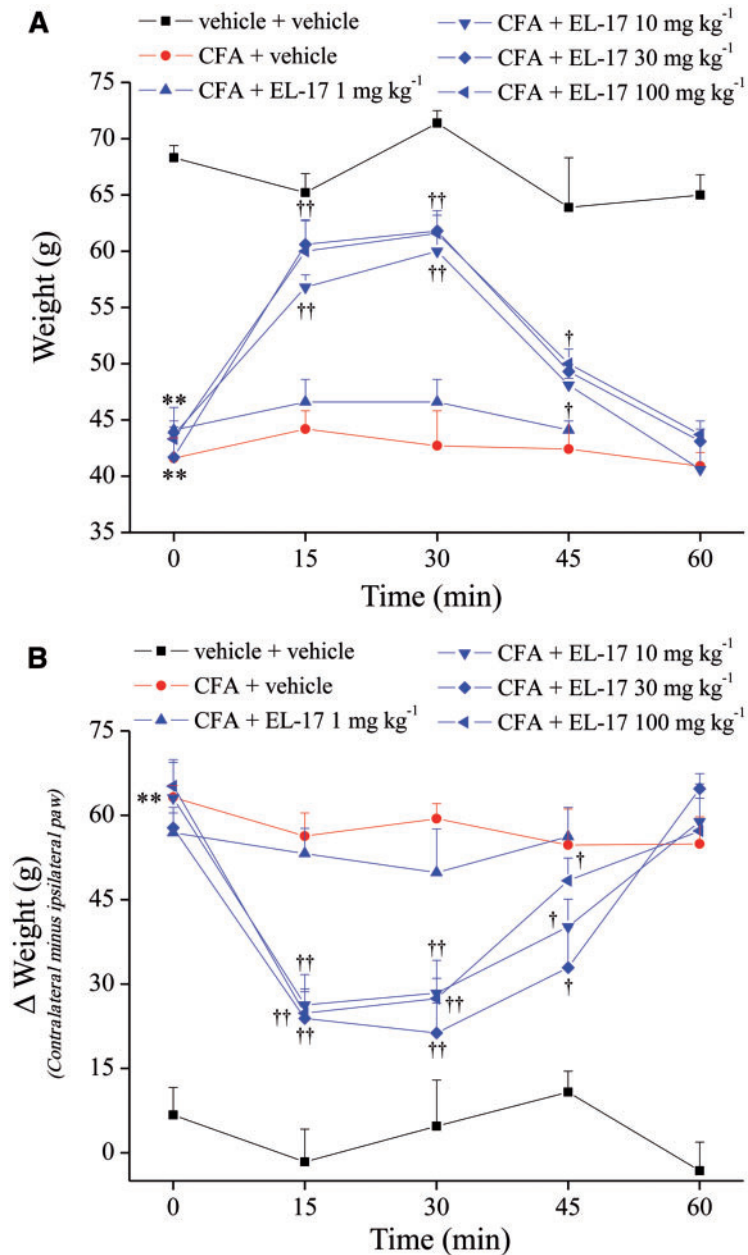 A
vehicle + vehicle
CFA + vehicle
CFA + EL-17 1 mg kg⁻¹
CFA + EL-17 10 mg kg⁻¹
CFA + EL-17 30 mg kg⁻¹
CFA + EL-17 100 mg kg⁻¹
75
70
65
60
55
50
45
40
35
Weight (g)
††
††
††
††
†
†
**
**
0 15 30 45 60
Time (min)
B
vehicle + vehicle
CFA + vehicle
CFA + EL-17 1 mg kg⁻¹
CFA + EL-17 10 mg kg⁻¹
CFA + EL-17 30 mg kg⁻¹
CFA + EL-17 100 mg kg⁻¹
75
60
45
30
15
0
Δ Weight (g)
(Contralateral minus ipsilateral paw)
**
††
††
††
††
††
††
†
†
†
0 15 30 45 60
Time (min)